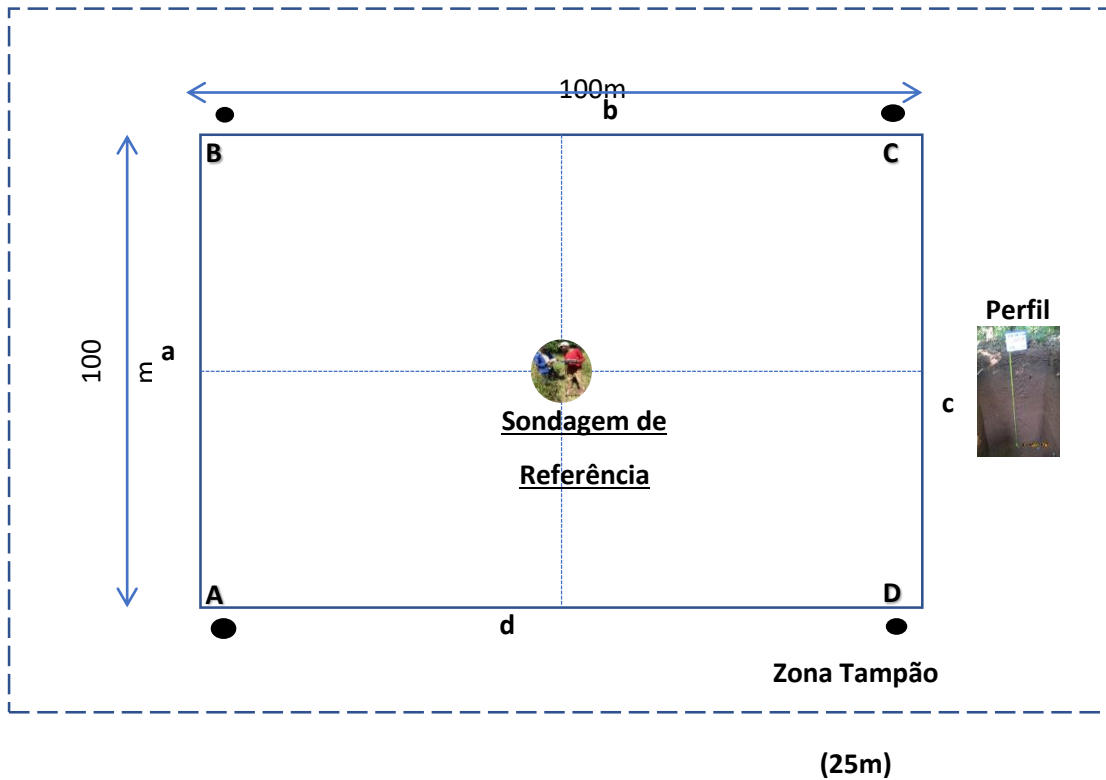 100m
b
B
C
Perfil
100
m
a
c
Sondagem de
Referência
A
D
d
Zona Tampão
(25m)